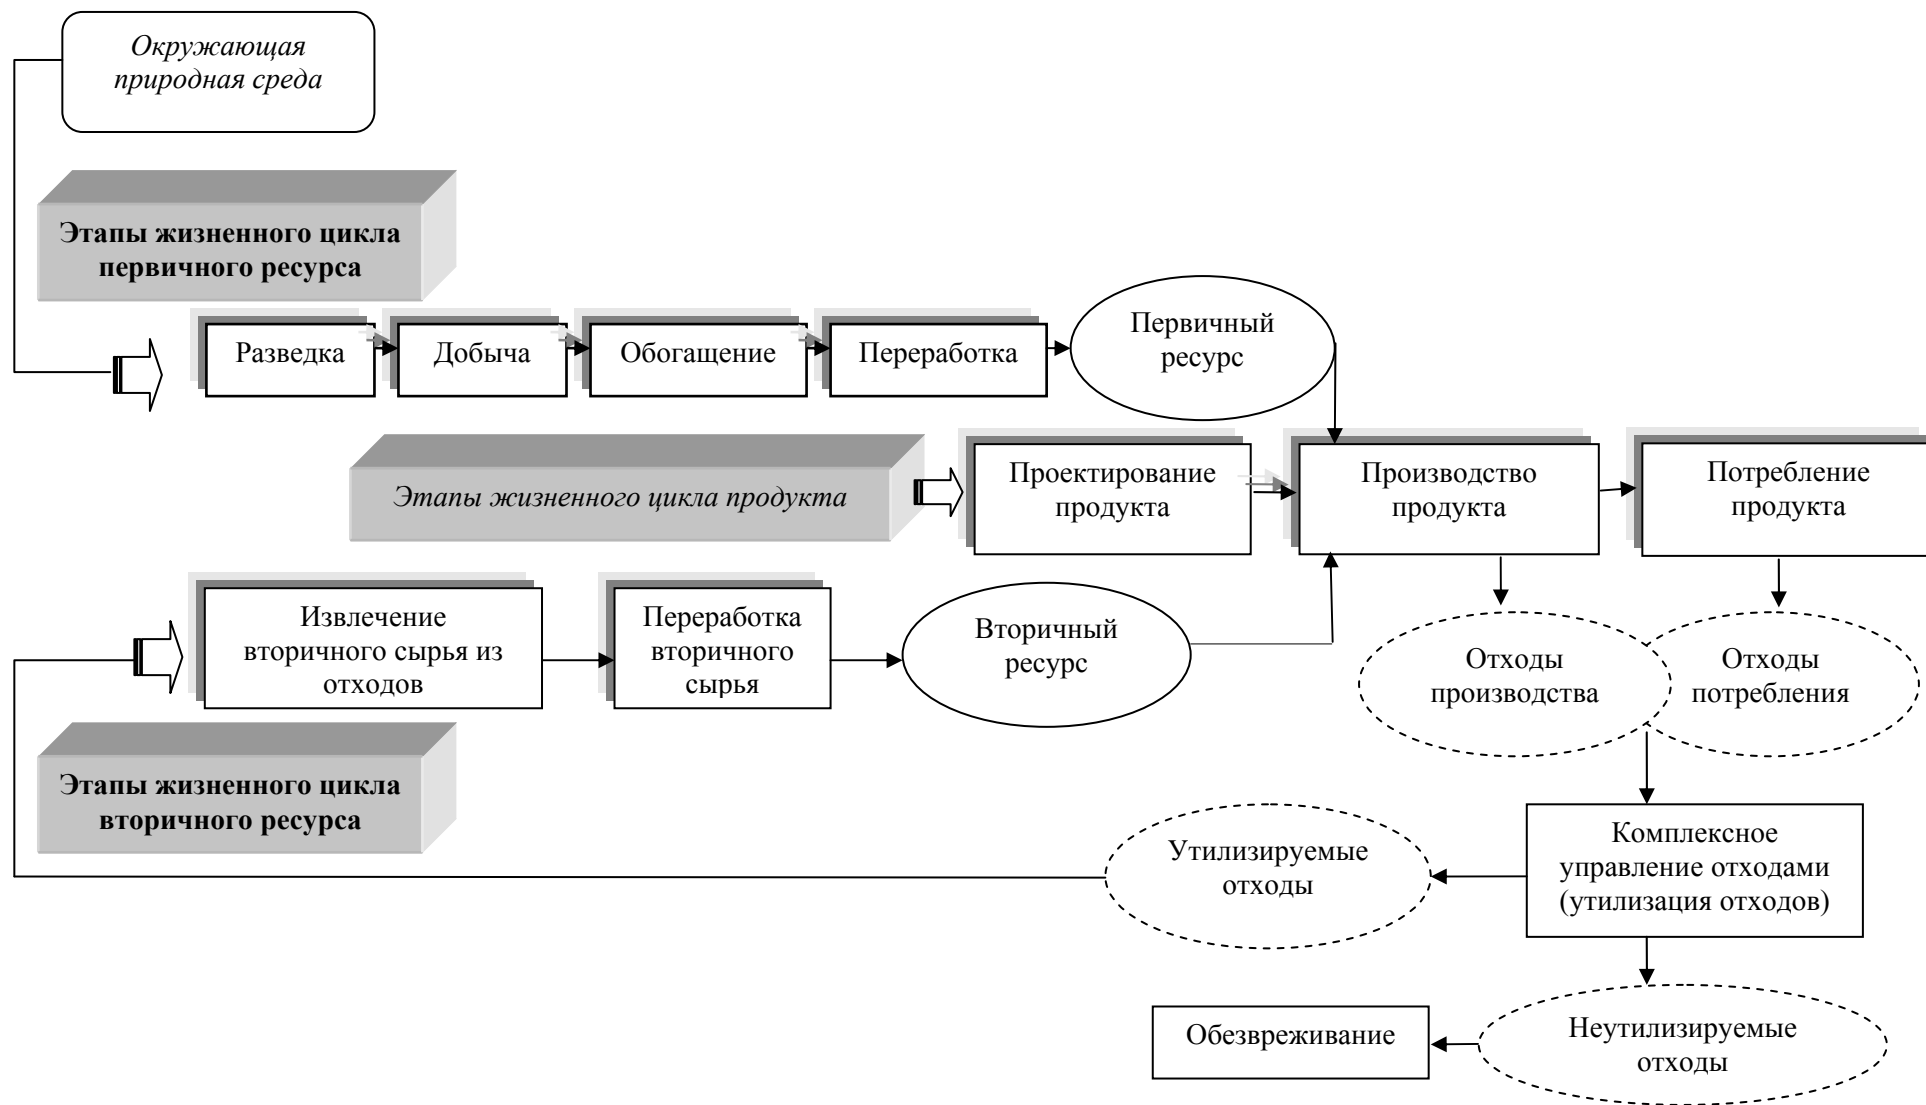 Окружающая
природная среда
Этапы жизненного цикла
первичного ресурса
Разведка
Добыча
Обогащение
Переработка
Первичный
ресурс
Этапы жизненного цикла продукта
Проектирование
продукта
Производство
продукта
Потребление
продукта
Извлечение
вторичного сырья из
отходов
Переработка
вторичного
сырья
Вторичный
ресурс
Отходы
производства
Отходы
потребления
Этапы жизненного цикла
вторичного ресурса
Утилизируемые
отходы
Комплексное
управление отходами
(утилизация отходов)
Обезвреживание
Неутилизируемые
отходы